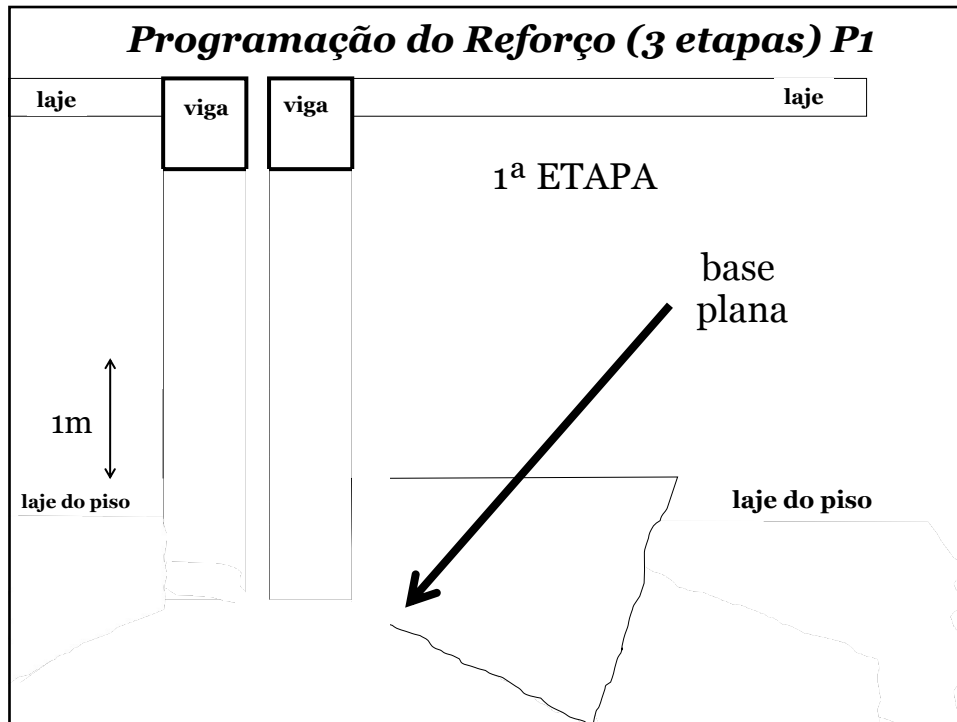 Programação do Reforço (3 etapas) P1
laje
viga
viga
laje
1ª ETAPA
base
plana
1m
laje do piso
laje do piso